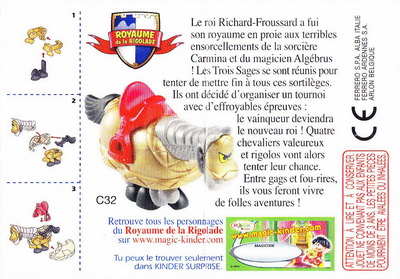 1
2
3
ROYAUME
de la RIGOLADE
Le roi Richard-Froussard a fui
son royaume en proie aux terribles
ensorcellements de la sorcière
Carmina et du magicien Algébrus
! Les Trois Sages se sont réunis pour
tenter de mettre fin à tous ces sortilèges.
Ils ont décidé d'organiser un tournoi
avec d'effroyables épreuves :
le vainqueur deviendra
le nouveau roi ! Quatre
chevaliers valeureux
et rigolos vont alors
tenter leur chance.
Entre gags et fou-rires,
ils vous feront vivre
de folles aventures !
C32
Retrouve tous les personnages
du Royaume de la Rigolade
sur www.magic-kinder.com
Tu peux le trouver seulement
dans KINDER SURPRISE.
www.magic-kinder.com
MAGICODE
FERRERO S.P.A. ALBA ITALIE
FERRERO ARDENNES S.A.
ARLON BELGIQUE
CE
ATTENTION, A LIRE ET A CONSERVER:
JOUET NE CONVENANT PAS AUX ENFANTS
DE MOINS DE 3 ANS. LES PETITES PIÈCES
POURRAIENT ÊTRE AVALÉES OU INHALÉES.